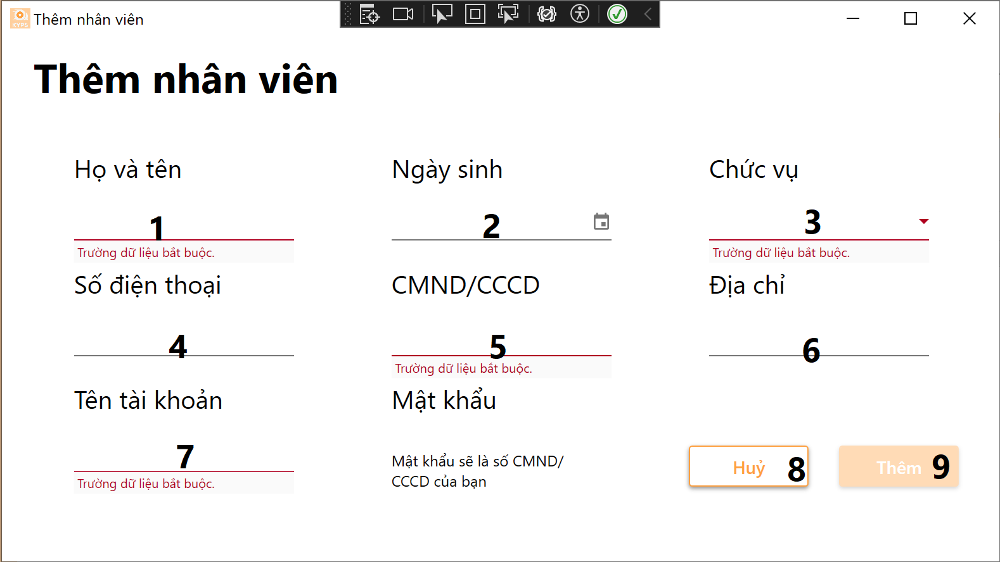 KYPS Thêm nhân viên
Thêm nhân viên
Họ và tên
Ngày sinh
Chức vụ
1
2
3
Trường dữ liệu bắt buộc.
Trường dữ liệu bắt buộc.
Số điện thoại
CMND/CCCD
Địa chỉ
4
5
6
Trường dữ liệu bắt buộc.
Tên tài khoản
Mật khẩu
7
Trường dữ liệu bắt buộc.
Mật khẩu sẽ là số CMND/
CCCD của bạn
Huỷ 8
Thêm 9